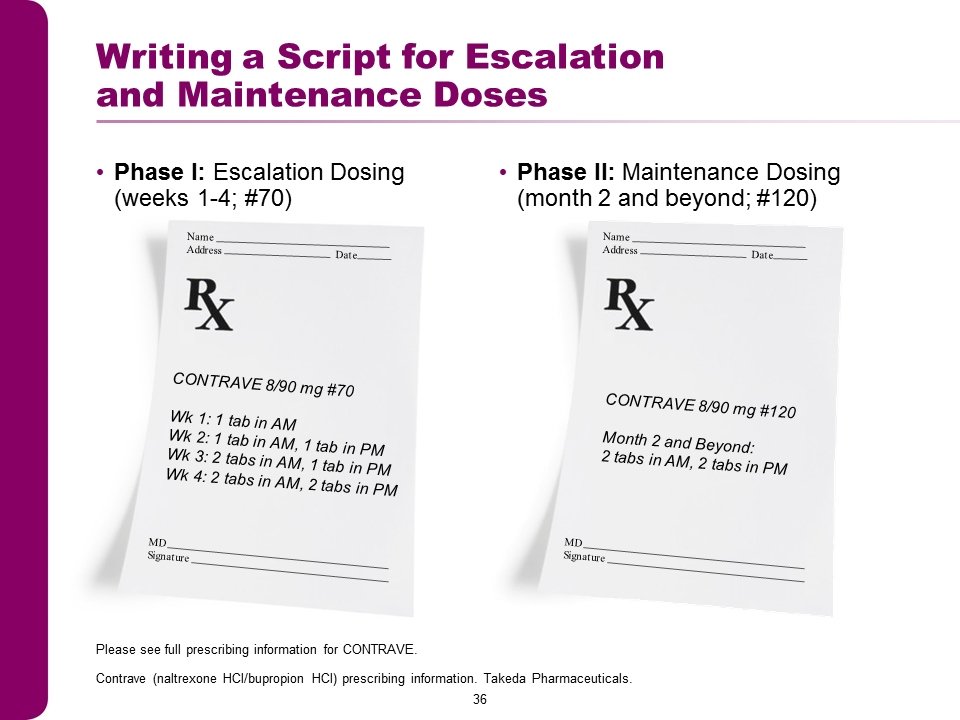 Writing a Script for Escalation
and Maintenance Doses
• Phase I: Escalation Dosing
(weeks 1-4; #70)
Name
Address Date
Rx
CONTRAVE 8/90 mg #70
Wk 1: 1 tab in AM
Wk 2: 1 tab in AM, 1 tab in PM
Wk 3: 2 tabs in AM, 1 tab in PM
Wk 4: 2 tabs in AM, 2 tabs in PM
MD
Signature
• Phase II: Maintenance Dosing
(month 2 and beyond; #120)
Name
Address Date
Rx
CONTRAVE 8/90 mg #120
Month 2 and Beyond:
2 tabs in AM, 2 tabs in PM
MD
Signature
Please see full prescribing information for CONTRAVE.
Contrave (naltrexone HCl/bupropion HCl) prescribing information. Takeda Pharmaceuticals.
36